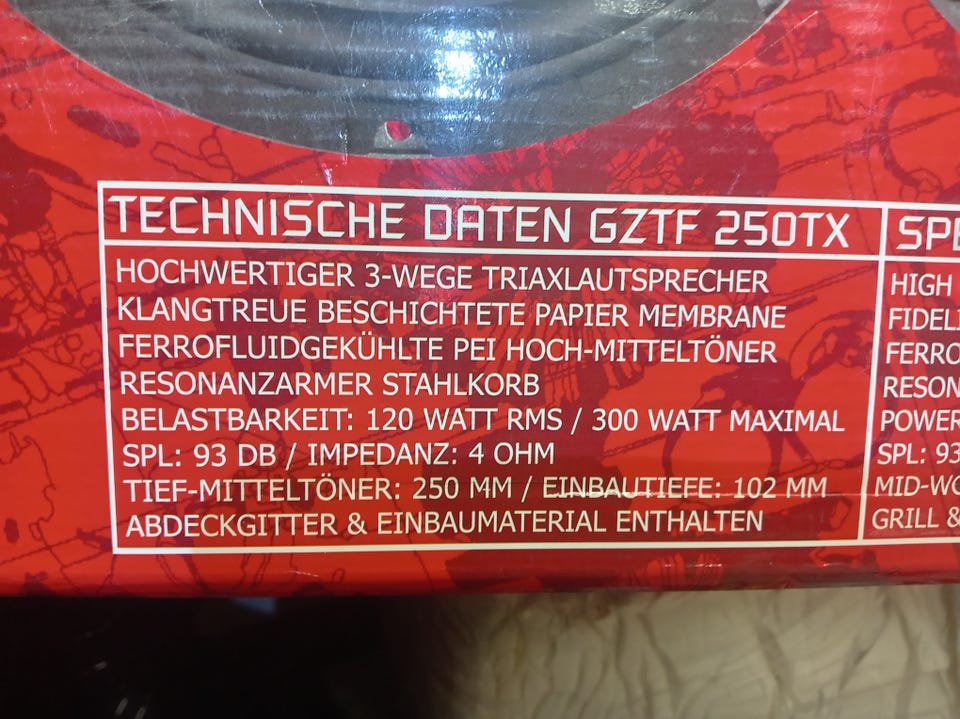 TECHNISCHE DATEN GZTF 250TX
HOCHWERTIGER 3-WEGE TRIAXLAUTSPRECHER
KLANGTREUE BESCHICHTETE PAPIER MEMBRANE
FERROFLUIDGEKÜHLTE PEI HOCH-MITTELTÖNER
RESONANZARMER STAHLKORB
BELASTBARKEIT: 120 WATT RMS / 300 WATT MAXIMAL
SPL: 93 DB / IMPEDANZ: 4 OHM
TIEF-MITTELTÖNER: 250 MM / EINBAUTIEFE: 102 MM
ABDECKGITTER & EINBAUMATERIAL ENTHALTEN
SPE
HIGH
FIDELI
FERRO
RESON
POWER
SPL: 93
MID-WO
GRILL &